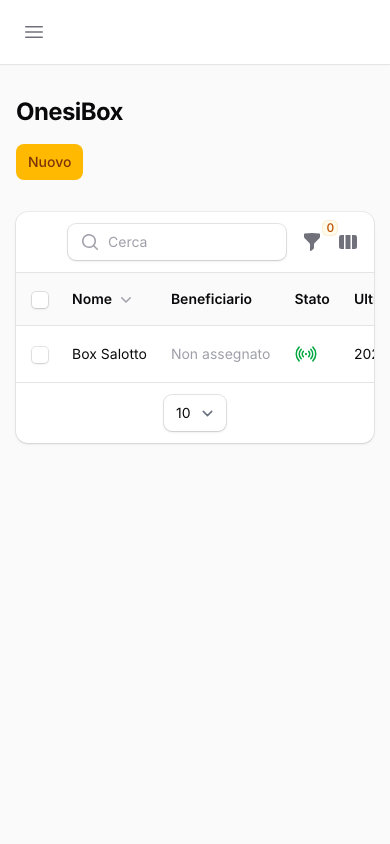 OnesiBox
Nuovo
Cerca
0
Nome Beneficiario Stato Ult
Box Salotto Non assegnato 202
10